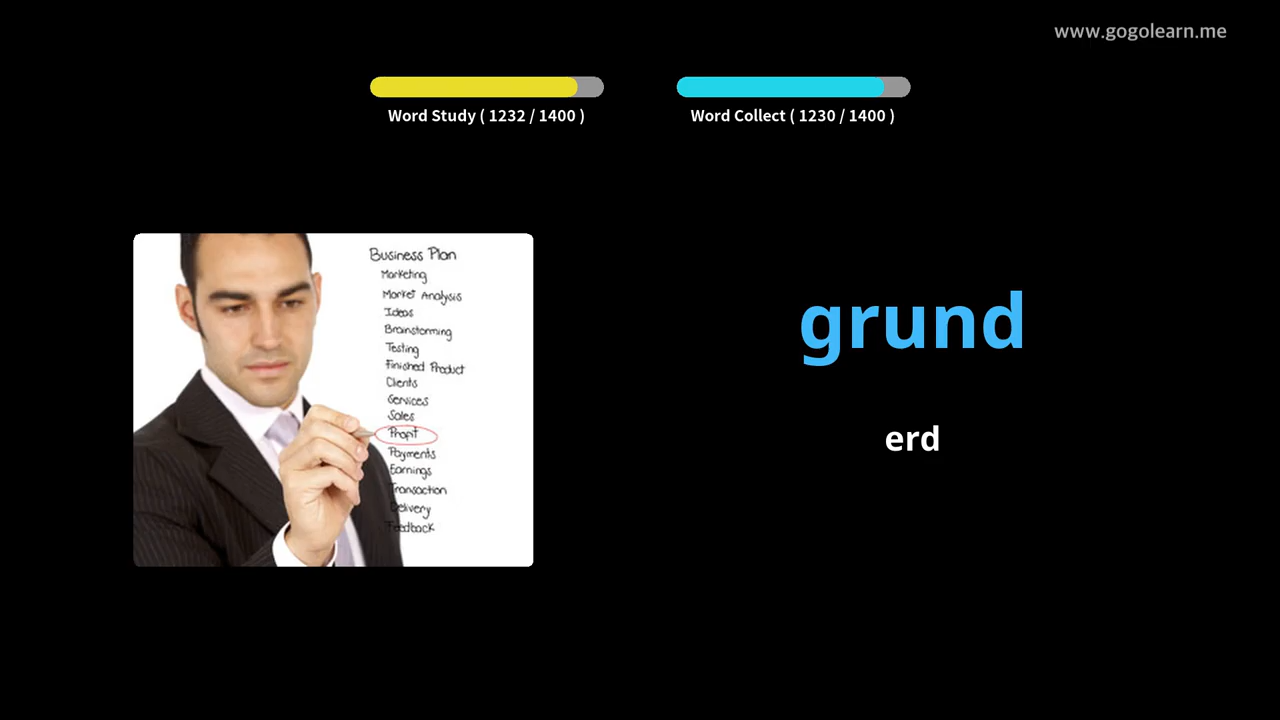 www.gogolearn.me
Word Study ( 1232 / 1400 )
Word Collect ( 1230 / 1400 )
Business Plan
Marketing
Market Analysis
Ideas
Brainstorming
Testing
Finished Product
Clients
Services
Sales
Profit
Payments
Earnings
Transaction
Delivery
Feedback
grund
erd